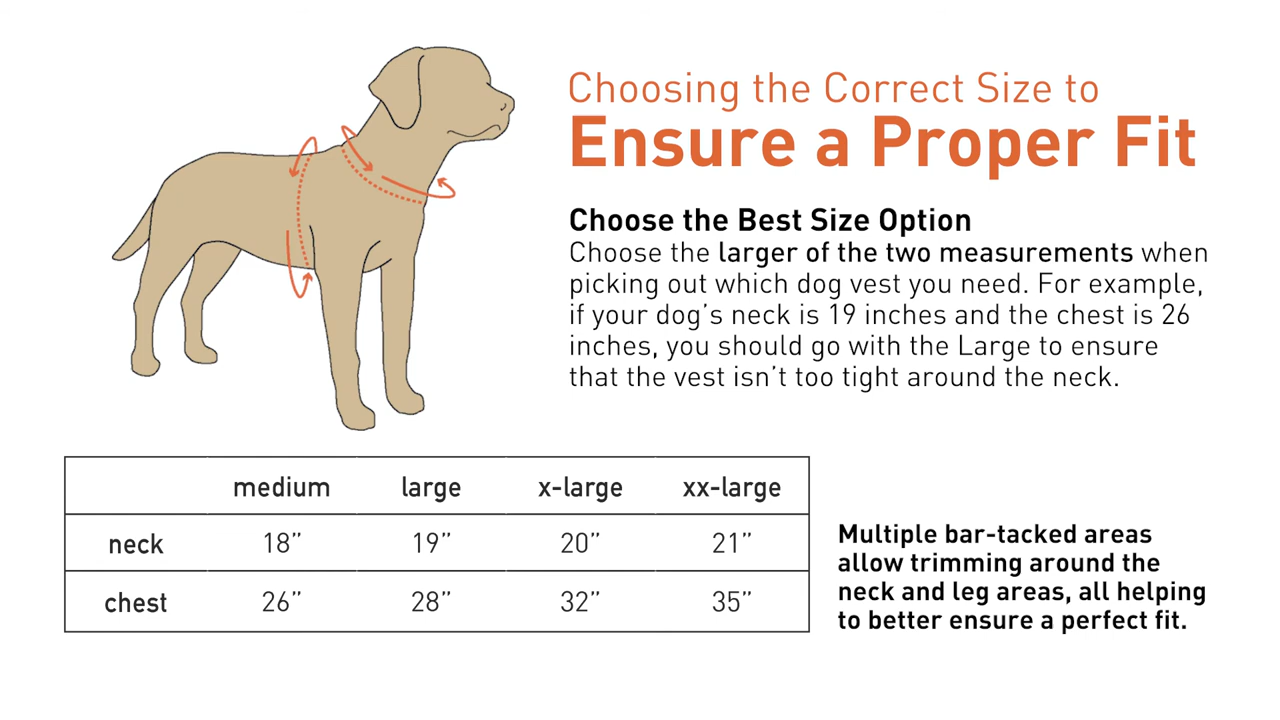 Choosing the Correct Size to
Ensure a Proper Fit
Choose the Best Size Option
Choose the larger of the two measurements when
picking out which dog vest you need. For example,
if your dog’s neck is 19 inches and the chest is 26
inches, you should go with the Large to ensure
that the vest isn’t too tight around the neck.
medium large x-large xx-large
neck 18” 19” 20” 21”
chest 26” 28” 32” 35”
Multiple bar-tacked areas
allow trimming around the
neck and leg areas, all helping
to better ensure a perfect fit.